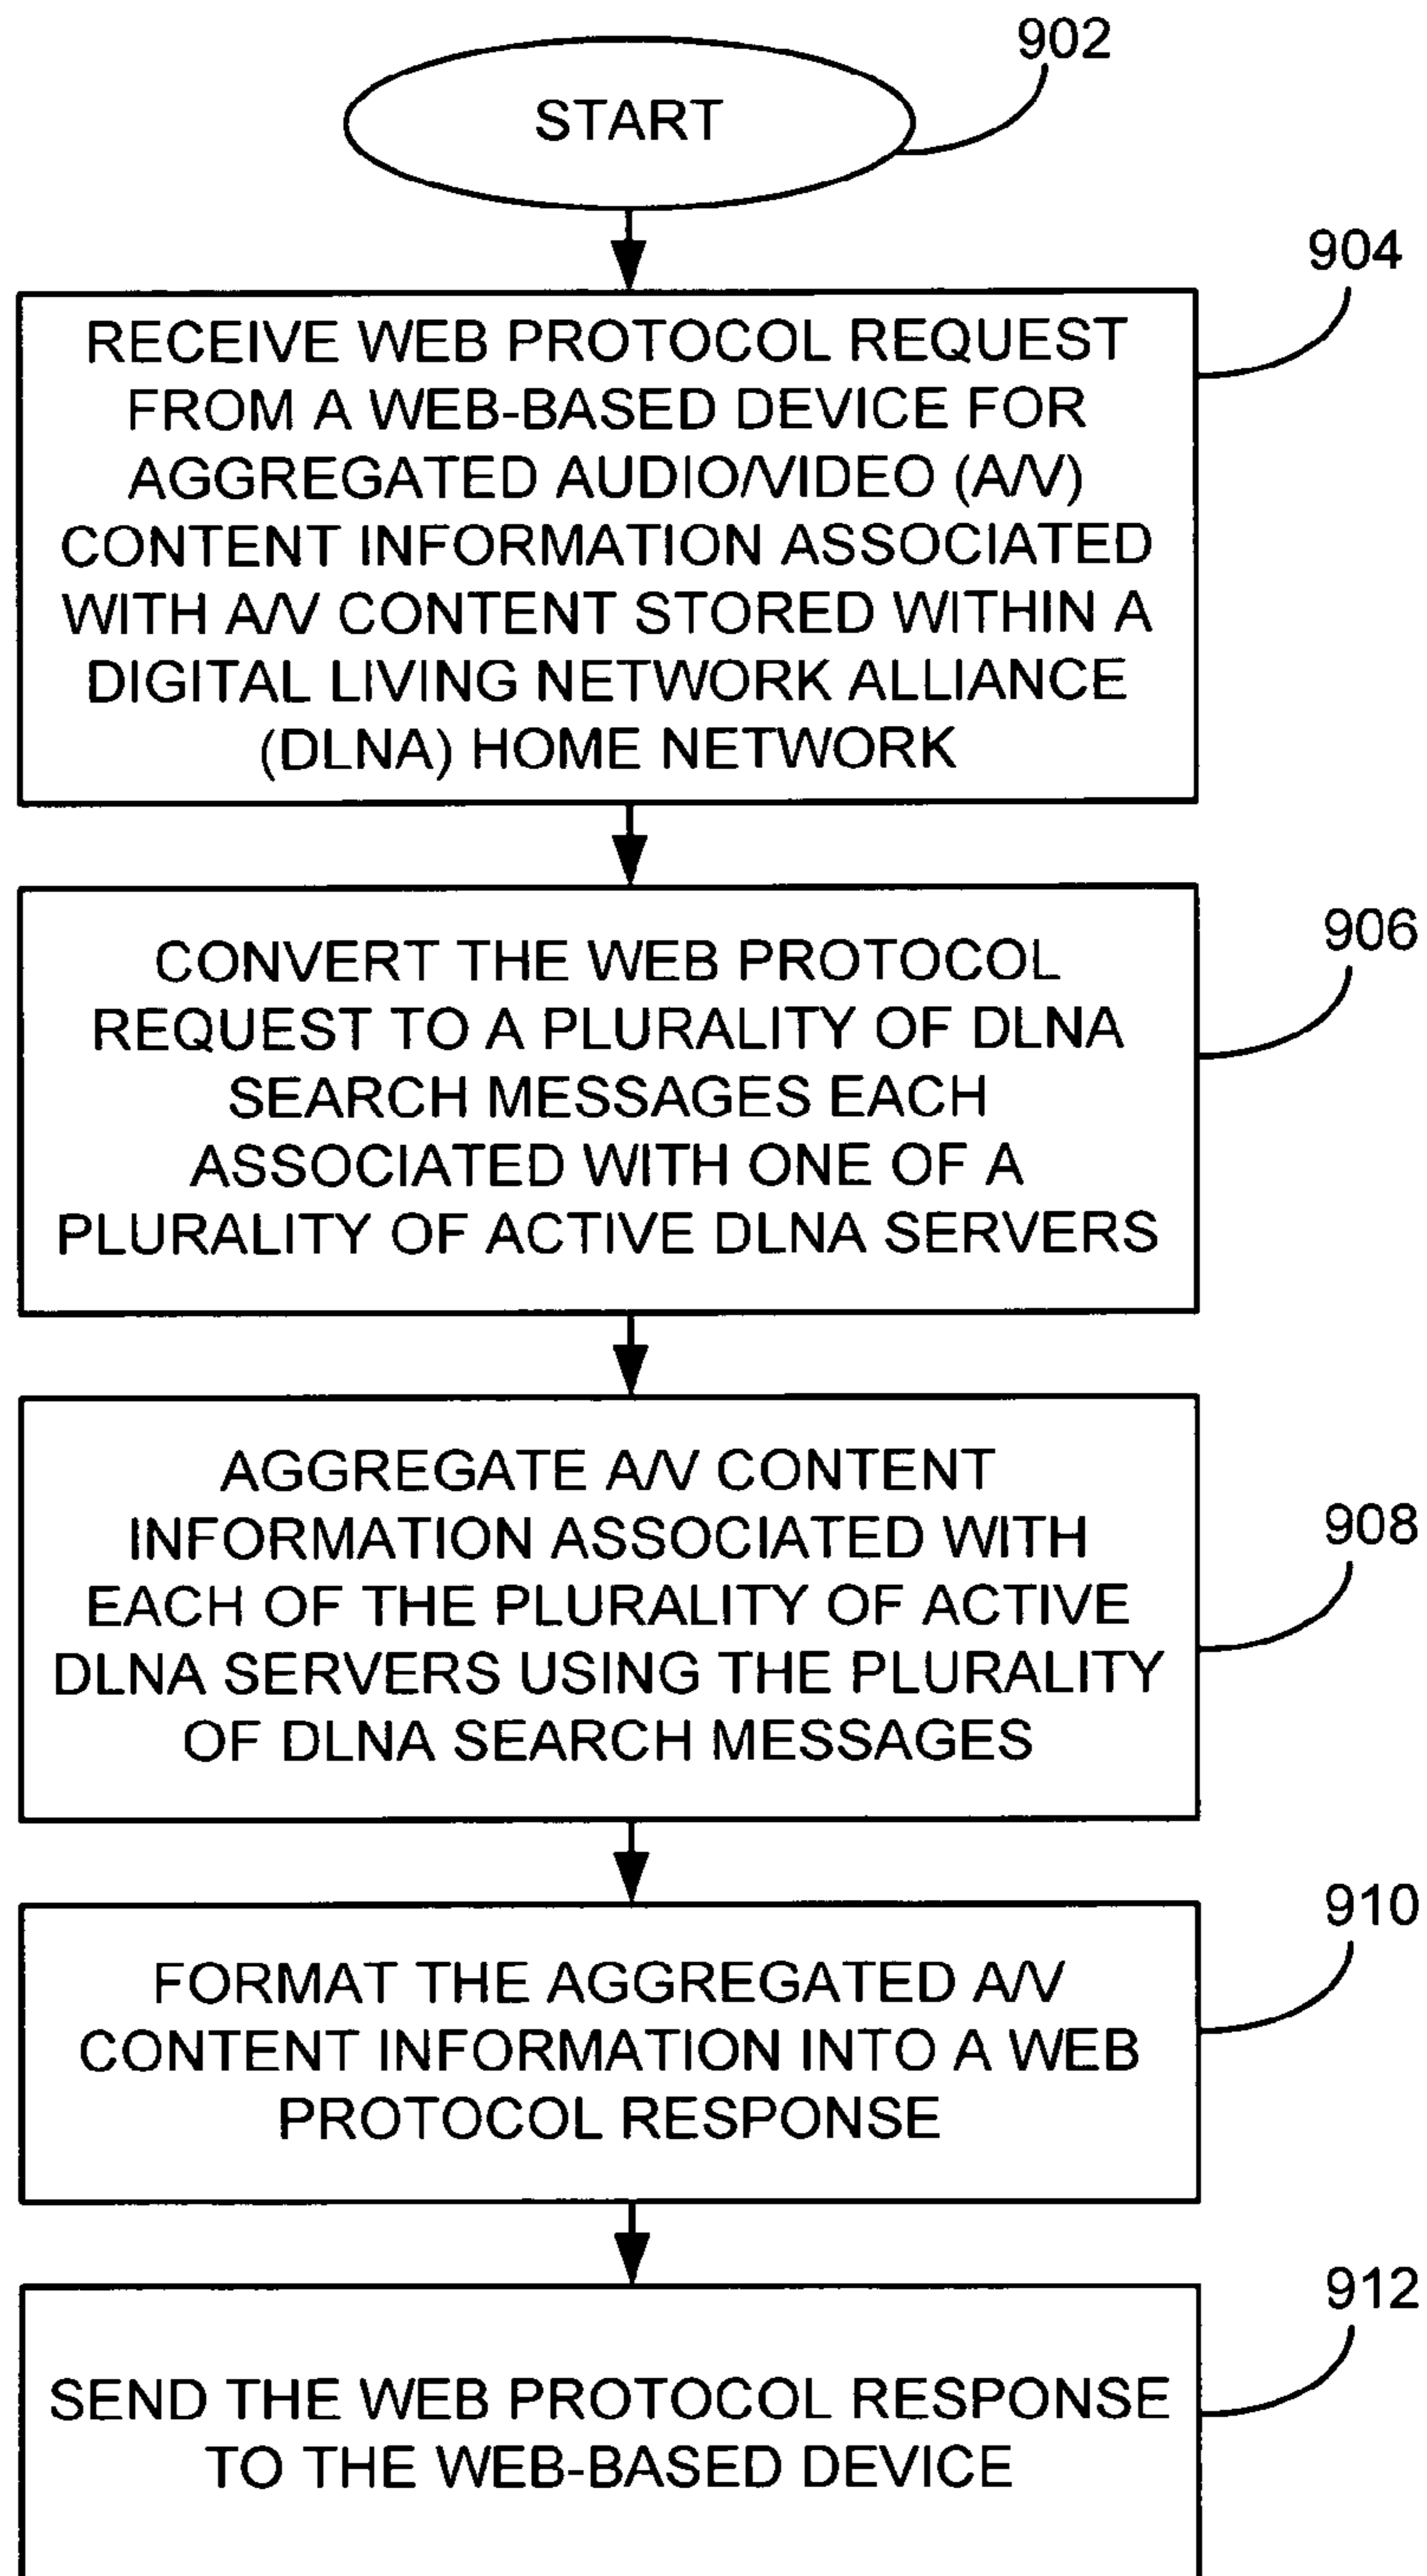 902
START
904
RECEIVE WEB PROTOCOL REQUEST
FROM A WEB-BASED DEVICE FOR
AGGREGATED AUDIO/VIDEO (A/V)
CONTENT INFORMATION ASSOCIATED
WITH A/V CONTENT STORED WITHIN A
DIGITAL LIVING NETWORK ALLIANCE
(DLNA) HOME NETWORK
906
CONVERT THE WEB PROTOCOL
REQUEST TO A PLURALITY OF DLNA
SEARCH MESSAGES EACH
ASSOCIATED WITH ONE OF A
PLURALITY OF ACTIVE DLNA SERVERS
908
AGGREGATE A/V CONTENT
INFORMATION ASSOCIATED WITH
EACH OF THE PLURALITY OF ACTIVE
DLNA SERVERS USING THE PLURALITY
OF DLNA SEARCH MESSAGES
910
FORMAT THE AGGREGATED A/V
CONTENT INFORMATION INTO A WEB
PROTOCOL RESPONSE
912
SEND THE WEB PROTOCOL RESPONSE
TO THE WEB-BASED DEVICE